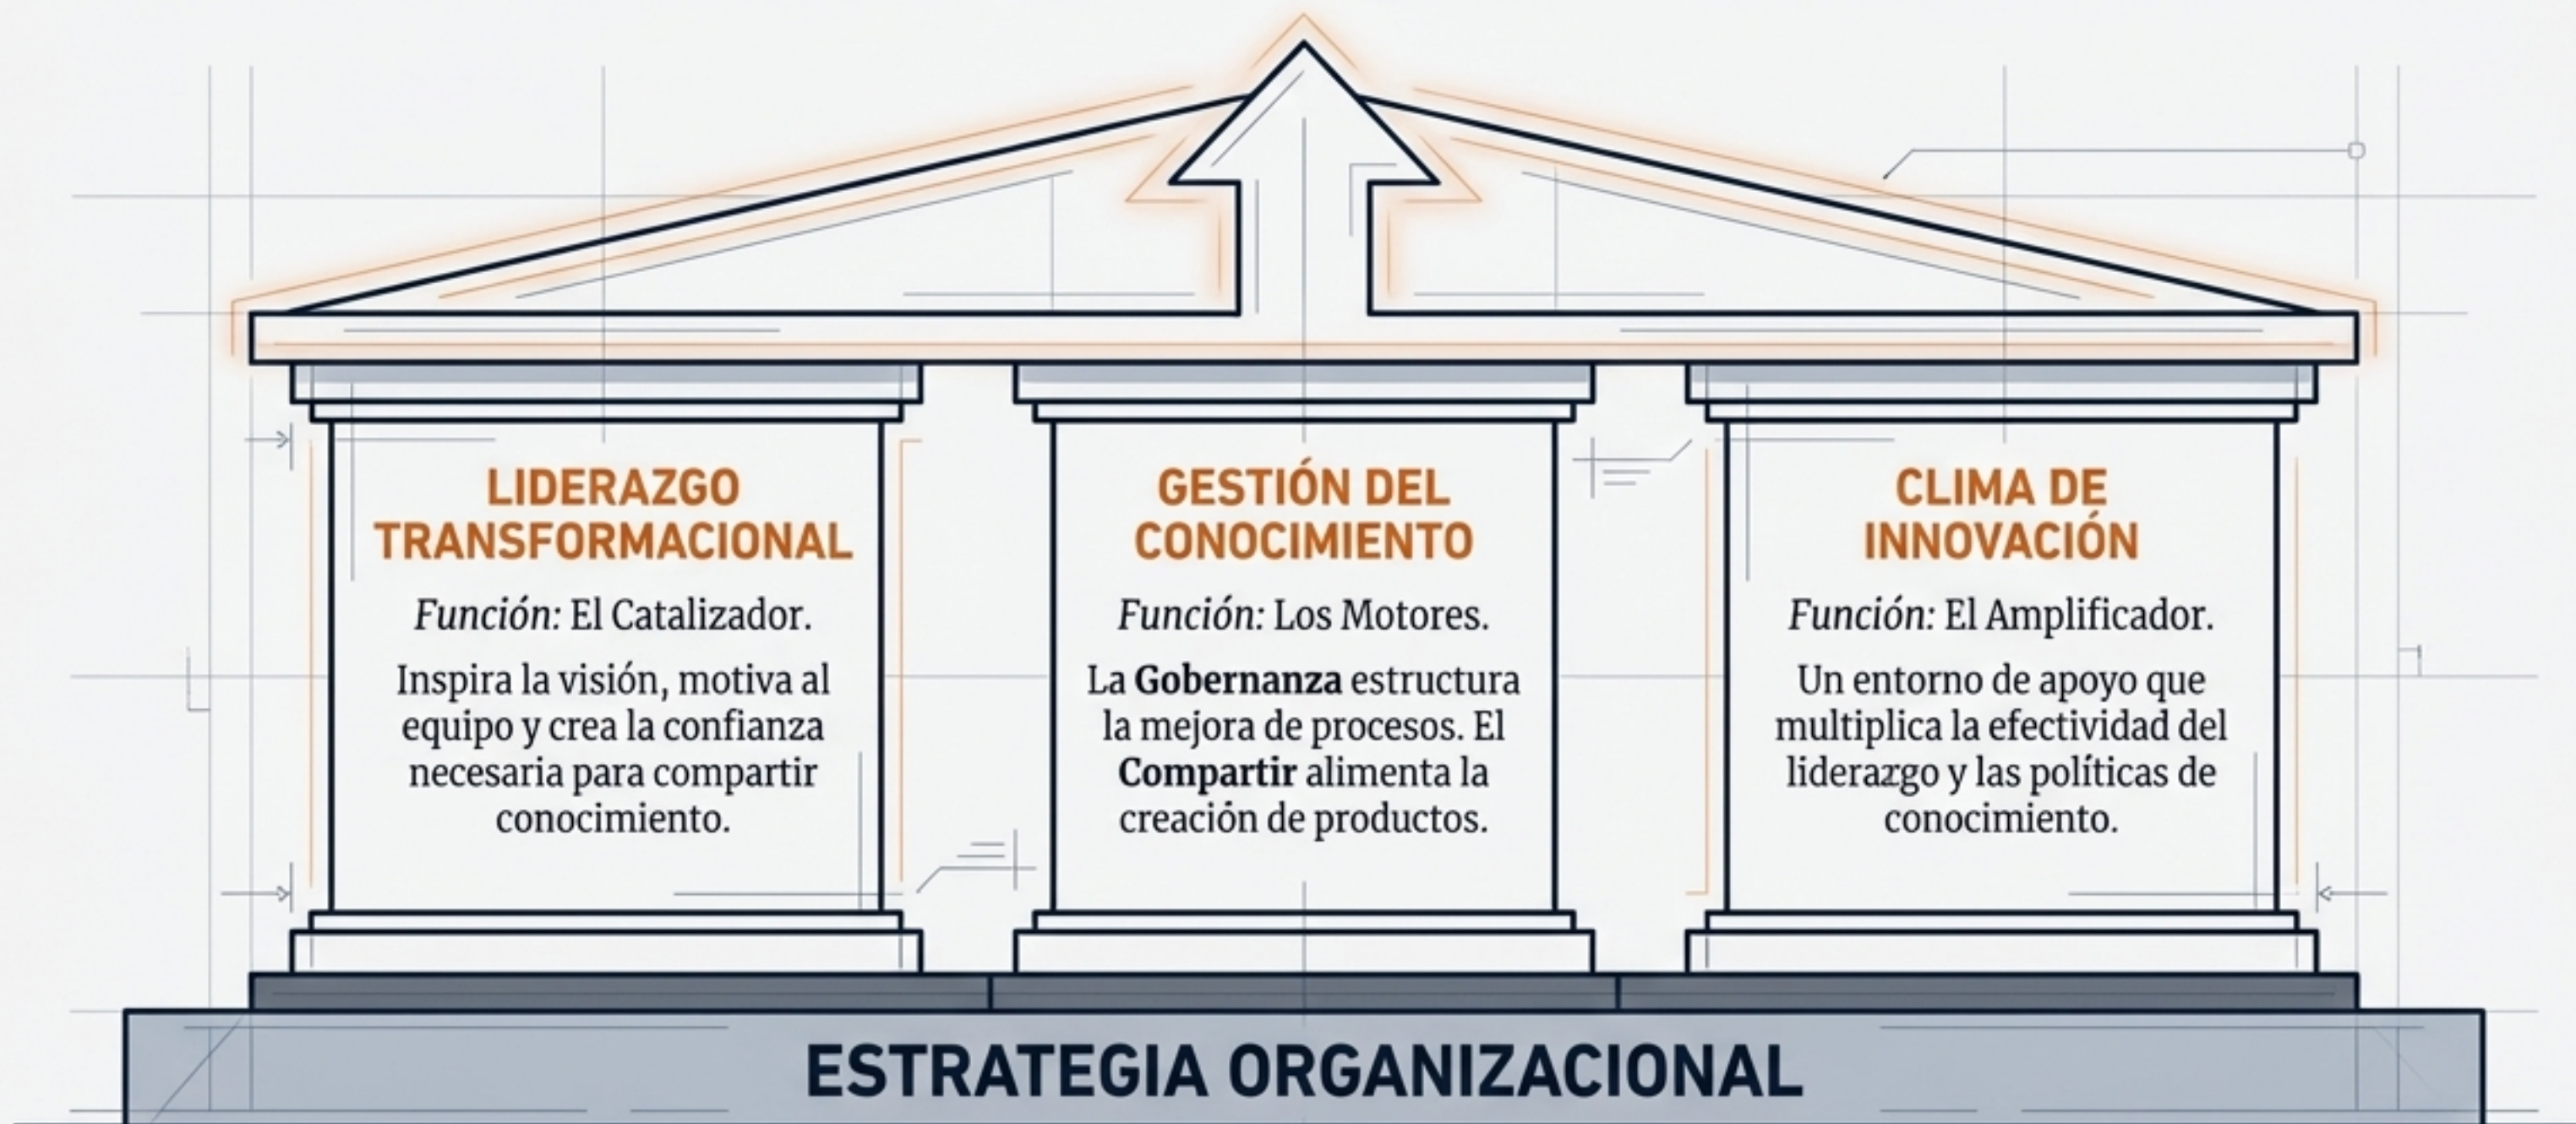 LIDERAZGO
TRANSFORMACIONAL
Función: El Catalizador.
Inspira la visión, motiva al
equipo y crea la confianza
necesaria para compartir
conocimiento.
GESTIÓN DEL
CONOCIMIENTO
Función: Los Motores.
La Gobernanza estructura
la mejora de procesos. El
Compartir alimenta la
creación de productos.
CLIMA DE
INNOVACIÓN
Función: El Amplificador.
Un entorno de apoyo que
multiplica la efectividad del
liderazgo y las políticas de
conocimiento.
ESTRATEGIA ORGANIZACIONAL